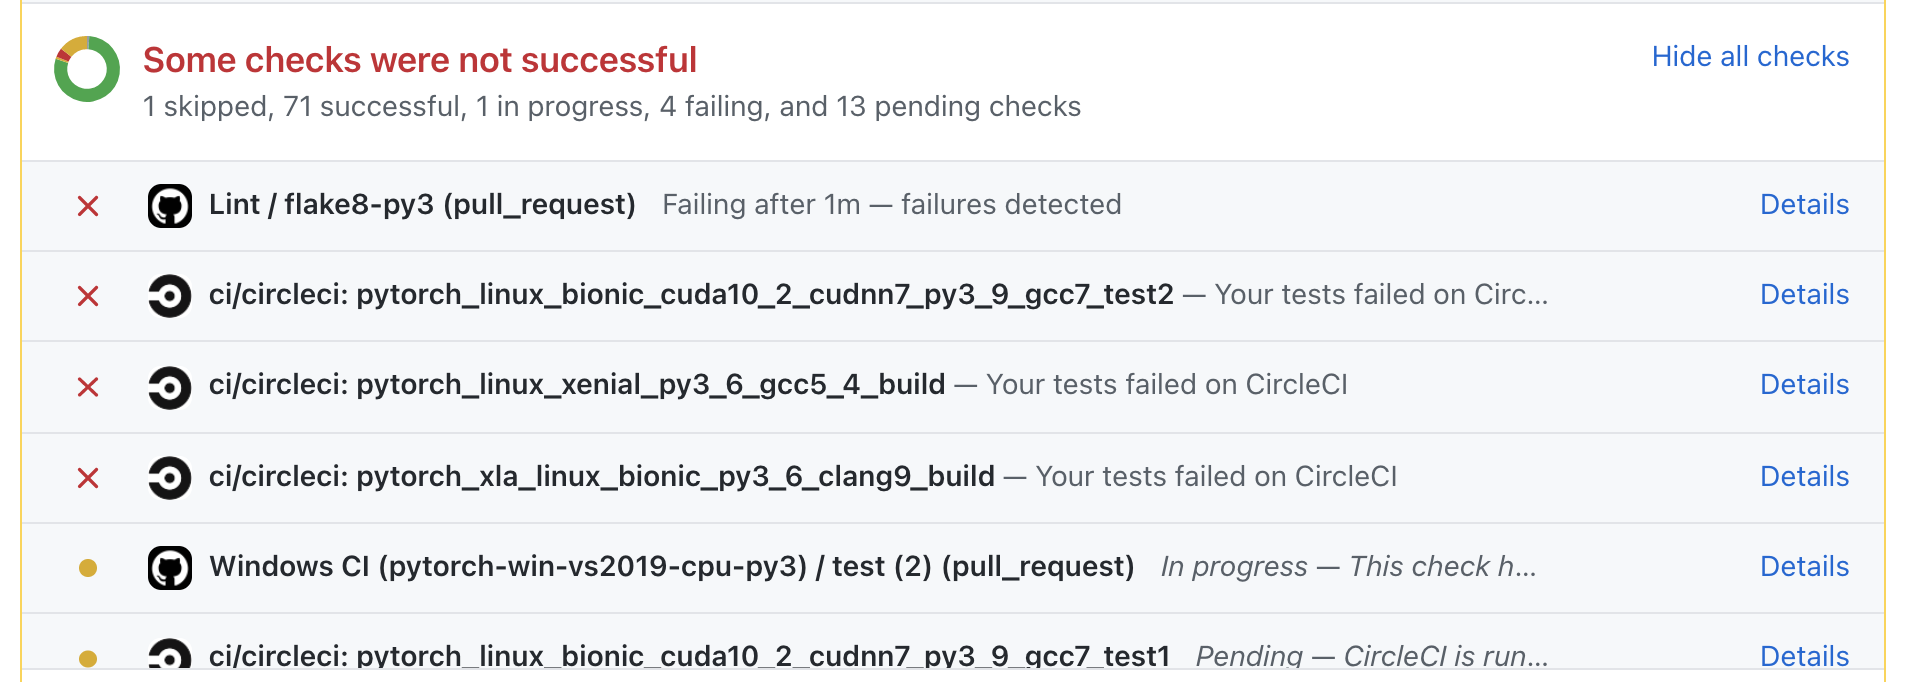 Some checks were not successful
Hide all checks
1 skipped, 71 successful, 1 in progress, 4 failing, and 13 pending checks
Lint / flake8-py3 (pull_request) Failing after 1m — failures detected Details
ci/circleci: pytorch_linux_bionic_cuda10_2_cudnn7_py3_9_gcc7_test2 — Your tests failed on Circ... Details
ci/circleci: pytorch_linux_xenial_py3_6_gcc5_4_build — Your tests failed on CircleCI Details
ci/circleci: pytorch_xla_linux_bionic_py3_6_clang9_build — Your tests failed on CircleCI Details
Windows CI (pytorch-win-vs2019-cpu-py3) / test (2) (pull_request) In progress — This check h... Details
ci/circleci: pytorch_linux_bionic_cuda10_2_cudnn7_py3_9_gcc7_test1 Pending — CircleCI is run... Details